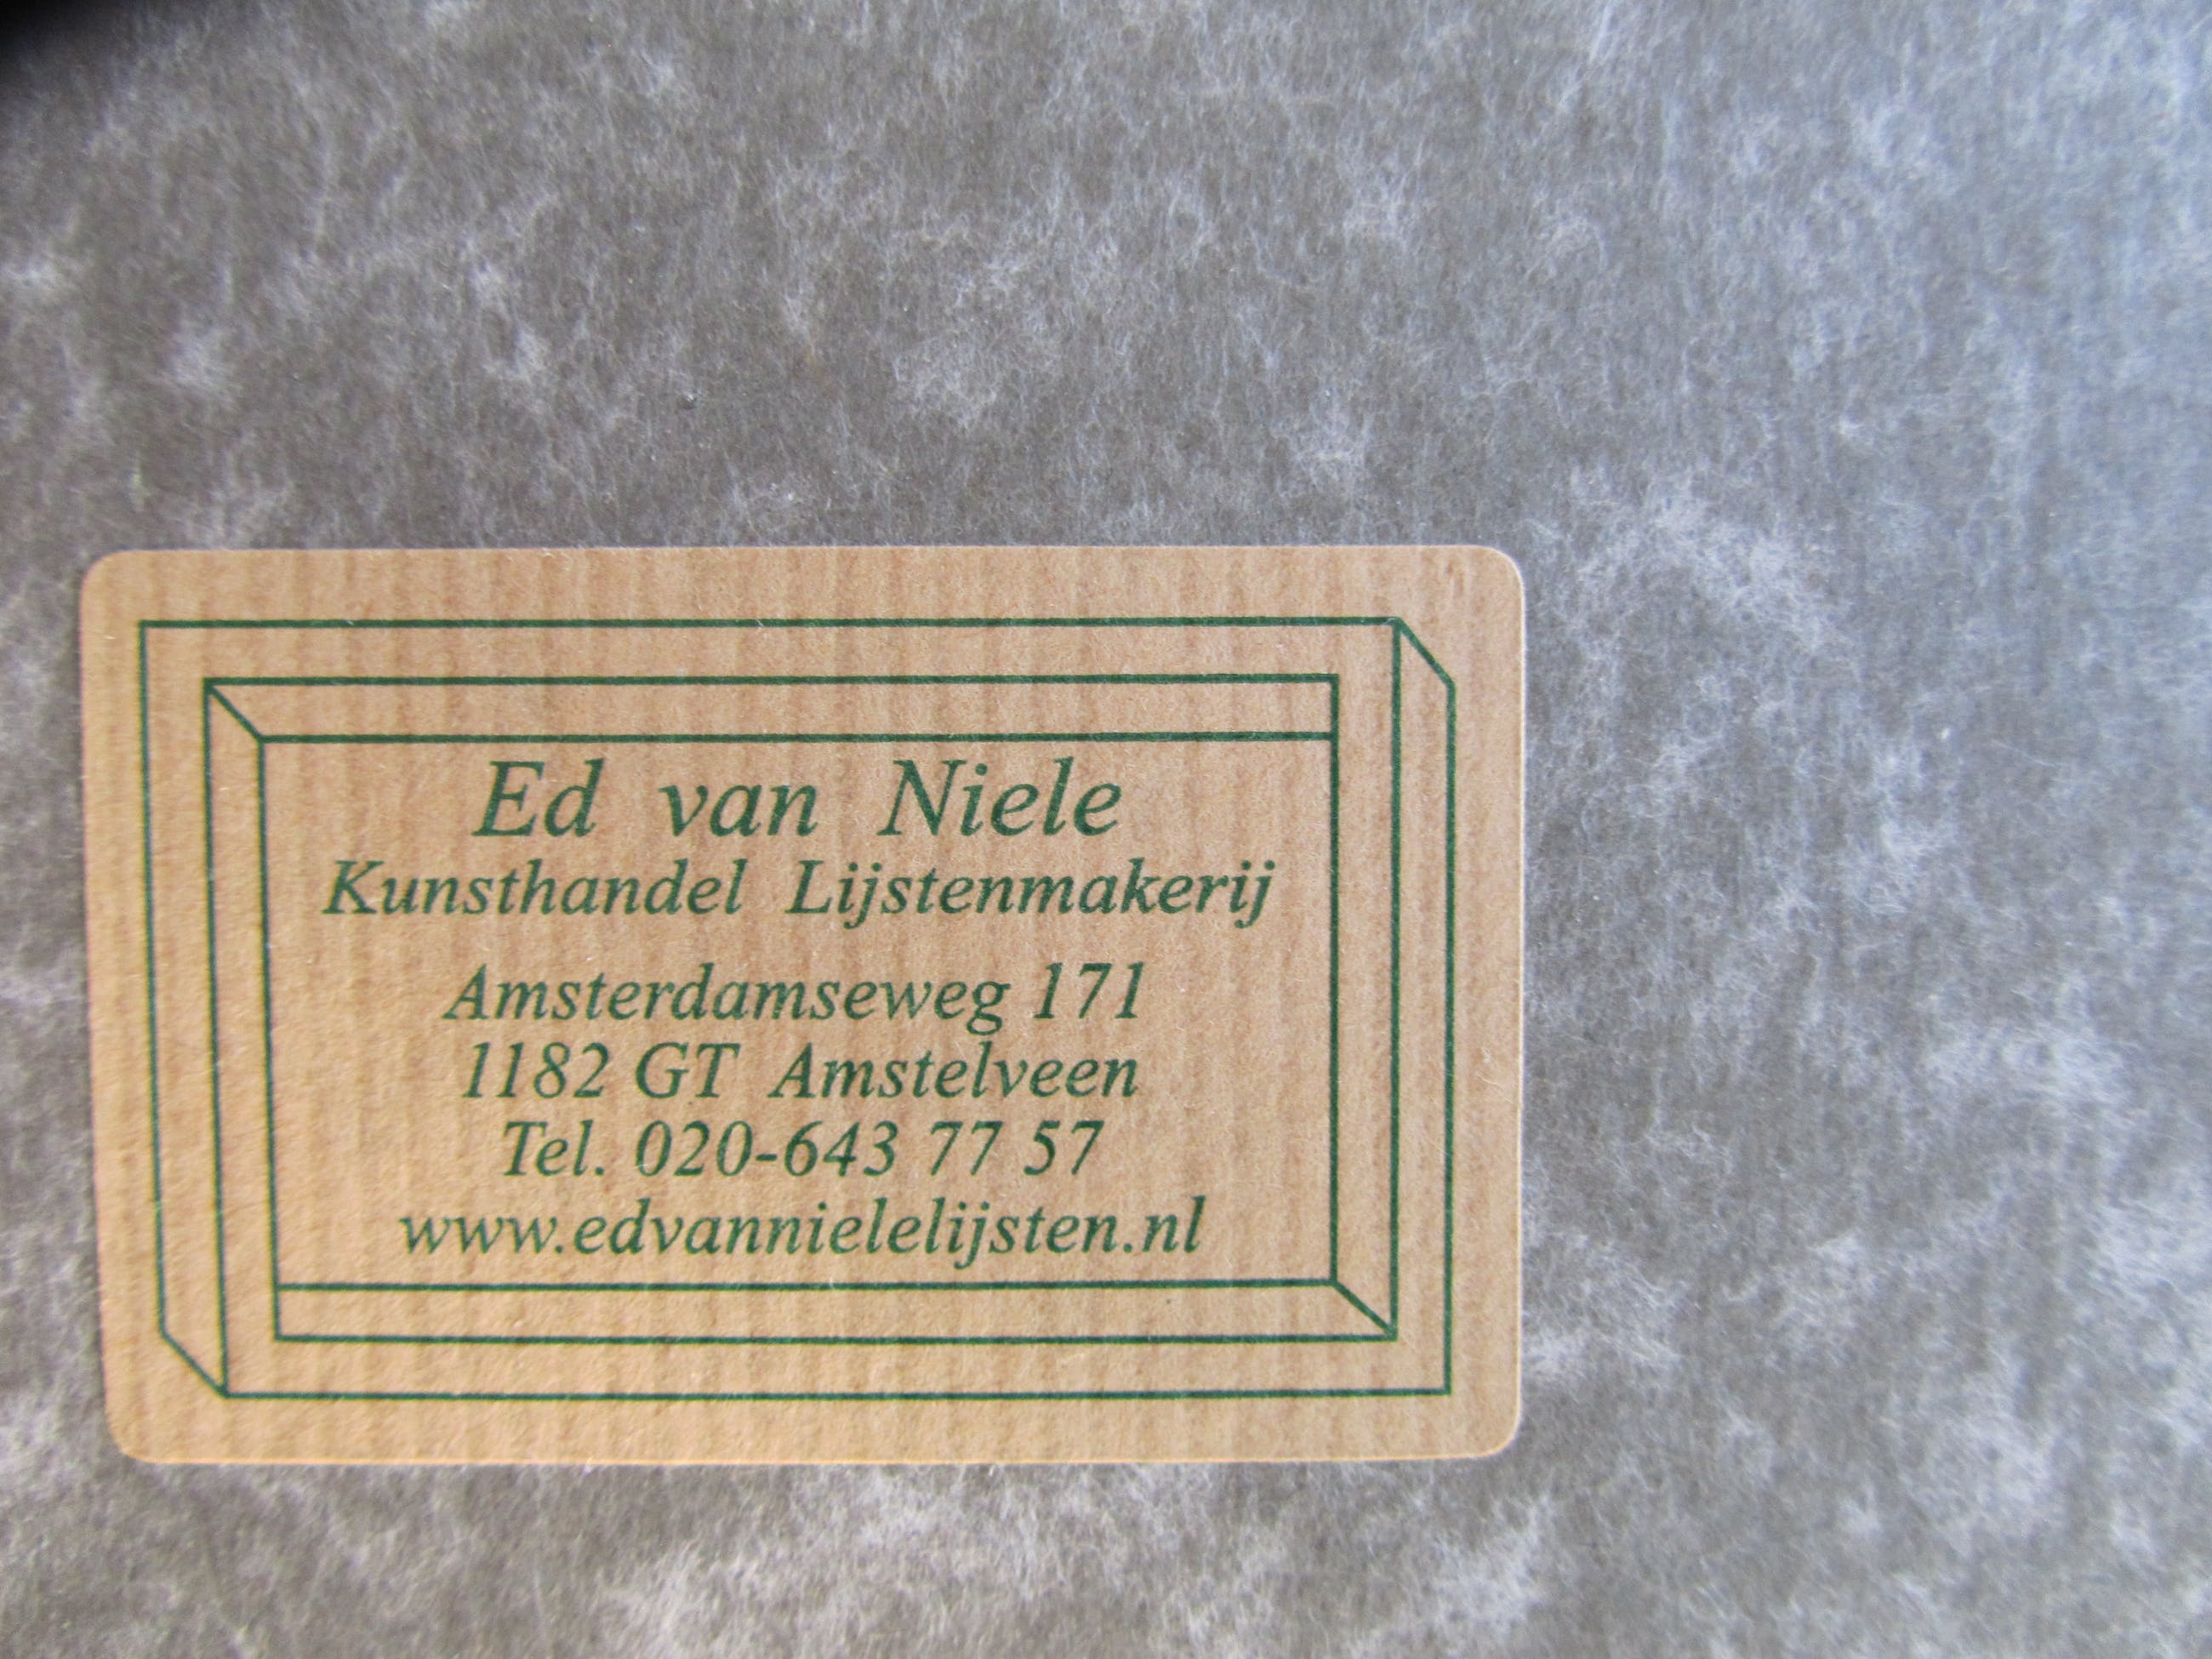 Ed van Niele
Kunsthandel Lijstenmakerij
Amsterdamseweg 171
1182 GT Amstelveen
Tel. 020-643 77 57
www.edvannielelijsten.nl